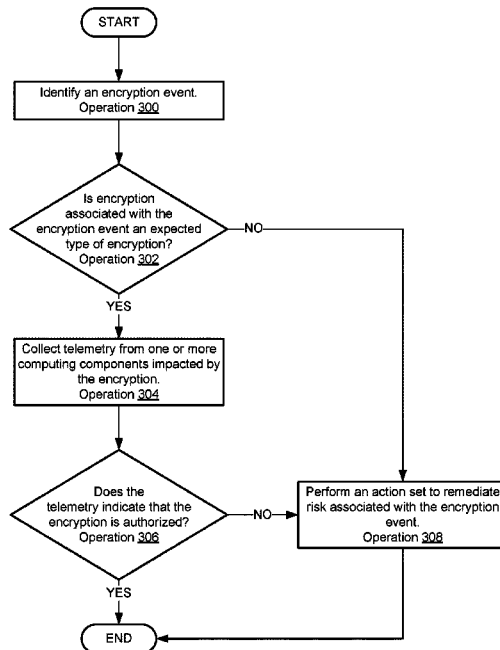 START
Identify an encryption event.
Operation 300
Is encryption
associated with the
encryption event an expected
type of encryption?
Operation 302
NO
YES
Collect telemetry from one or more
computing components impacted by
the encryption.
Operation 304
Does the
telemetry indicate that the
encryption is authorized?
Operation 306
NO
Perform an action set to remediate
risk associated with the encryption
event.
Operation 308
YES
END